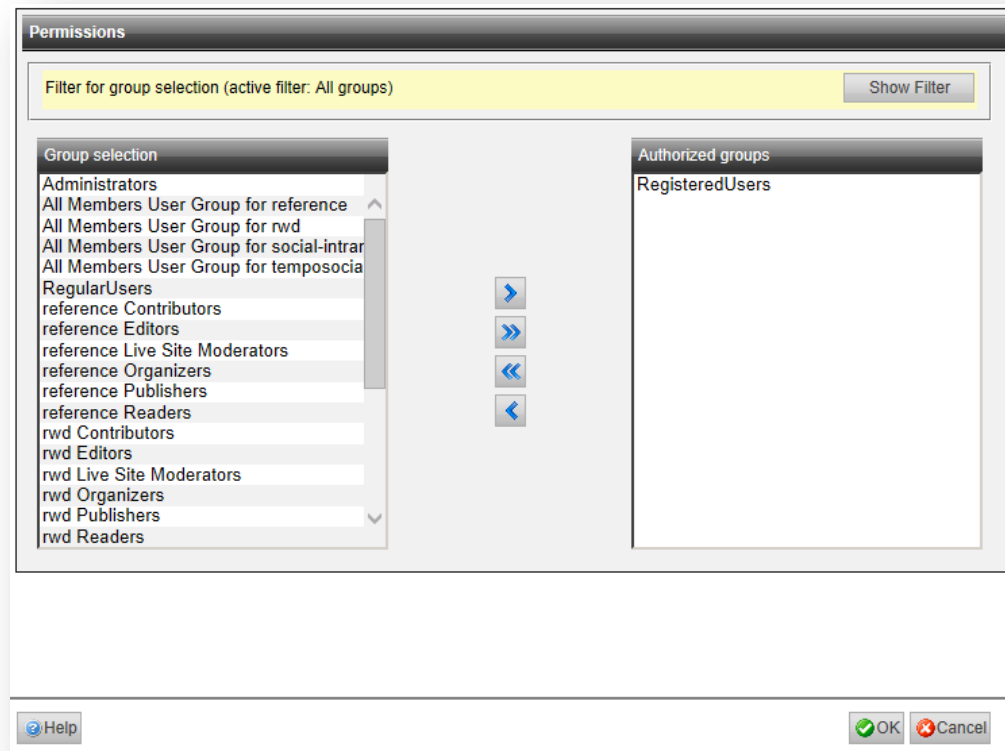 Permissions
Filter for group selection (active filter: All groups)
Show Filter
Group selection
Administrators
All Members User Group for reference
All Members User Group for rwd
All Members User Group for social-intrar
All Members User Group for temposocia
RegularUsers
reference Contributors
reference Editors
reference Live Site Moderators
reference Organizers
reference Publishers
reference Readers
rwd Contributors
rwd Editors
rwd Live Site Moderators
rwd Organizers
rwd Publishers
rwd Readers
Authorized groups
RegisteredUsers
Help
OK
Cancel